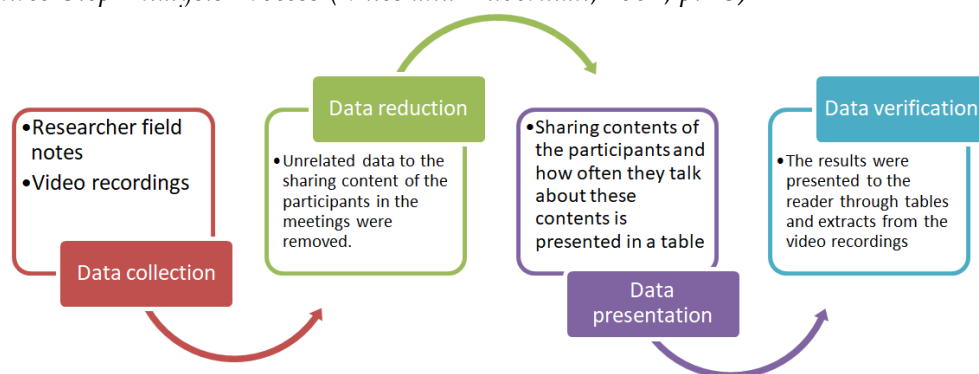 Step Analysis Process
•Researcher field
notes
•Video recordings
Data collection
Data reduction
•Unrelated data to the
sharing content of the
participants in the
meetings were
removed.
•Sharing contents of
the participants and
how often they talk
about these
contents is
presented in a table
Data
presentation
Data verification
•The results were
presented to the
reader through tables
and extracts from the
video recordings